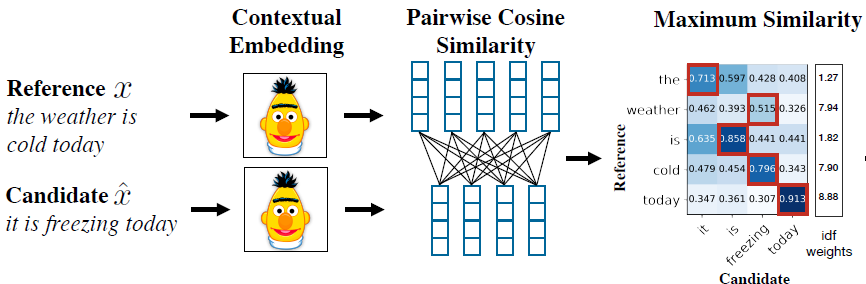 Contextual
Embedding
Pairwise Cosine
Similarity
Maximum Similarity
Reference x
the weather is
cold today
Candidate x̂
it is freezing today
Reference
the 0.713 0.597 0.428 0.408 1.27
weather 0.462 0.393 0.515 0.326 7.94
is 0.635 0.858 0.441 0.441 1.82
cold 0.479 0.454 0.796 0.343 7.90
today 0.347 0.361 0.307 0.913 8.88
it is freezing today
idf
weights
Candidate